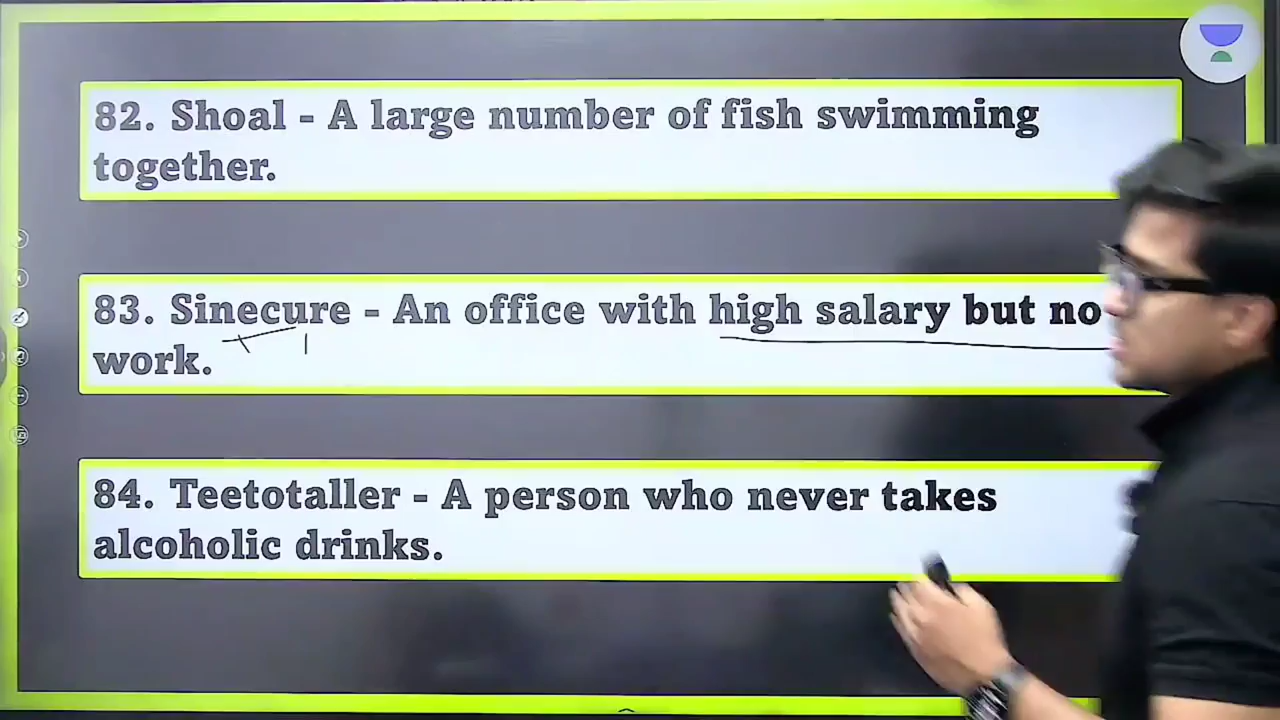 82. Shoal - A large number of fish swimming
together.
83. Sinecure - An office with high salary but no
work.
84. Teetotaller - A person who never takes
alcoholic drinks.